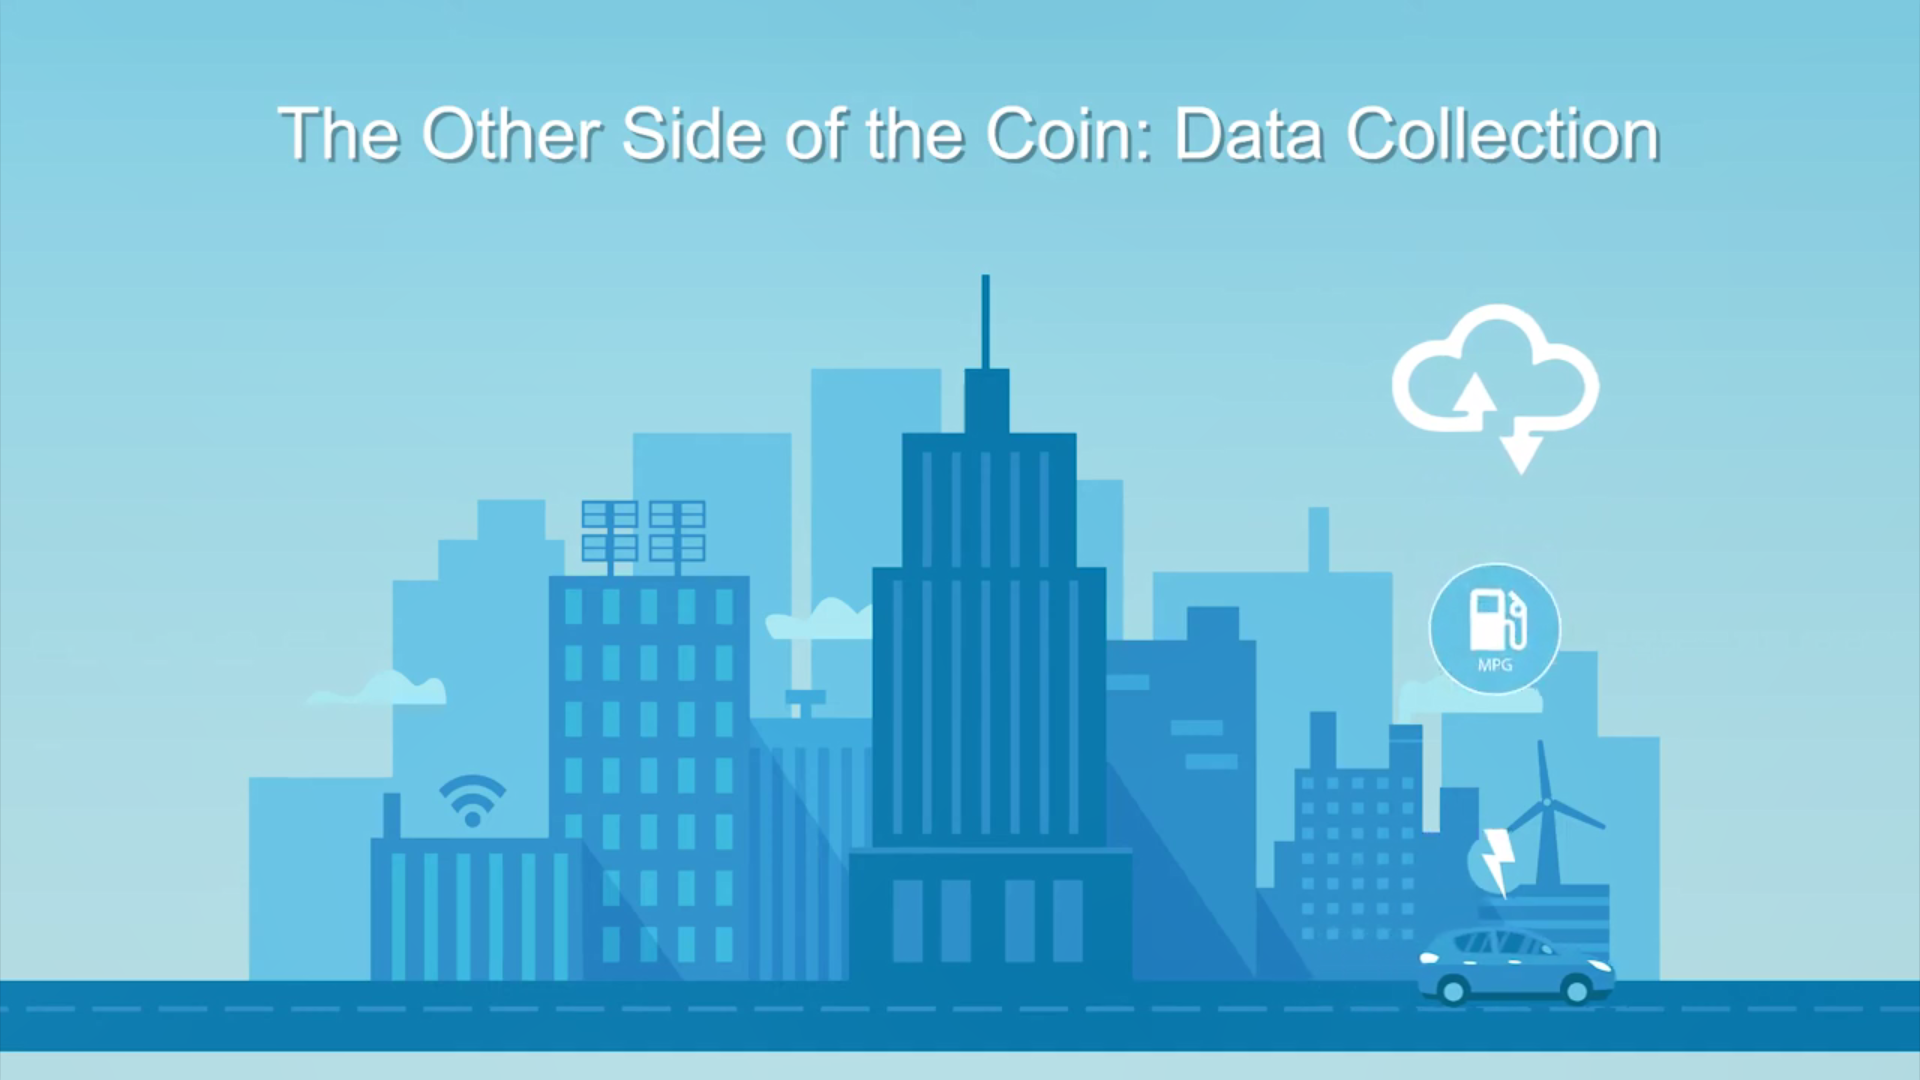 The Other Side of the Coin: Data Collection
MPG